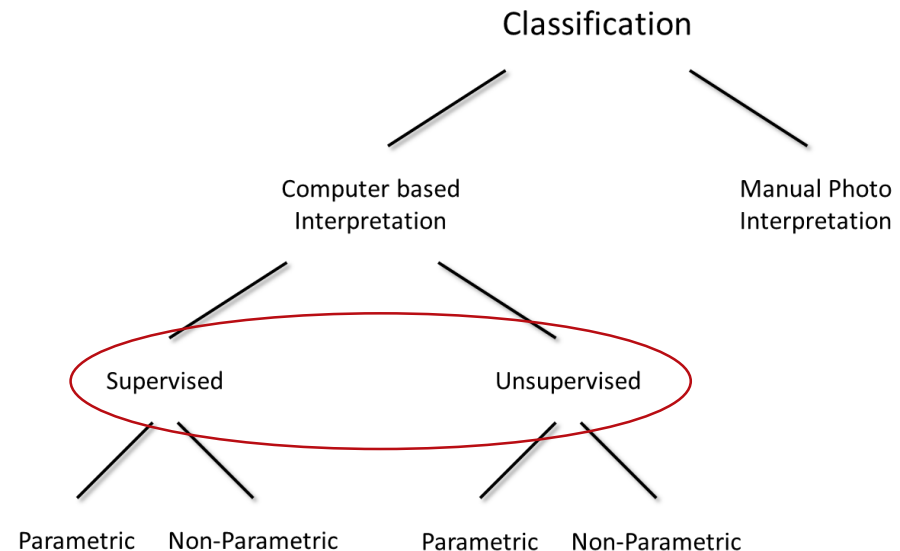 Classification
Computer based
Interpretation
Manual Photo
Interpretation
Supervised
Unsupervised
Parametric
Non-Parametric
Parametric
Non-Parametric